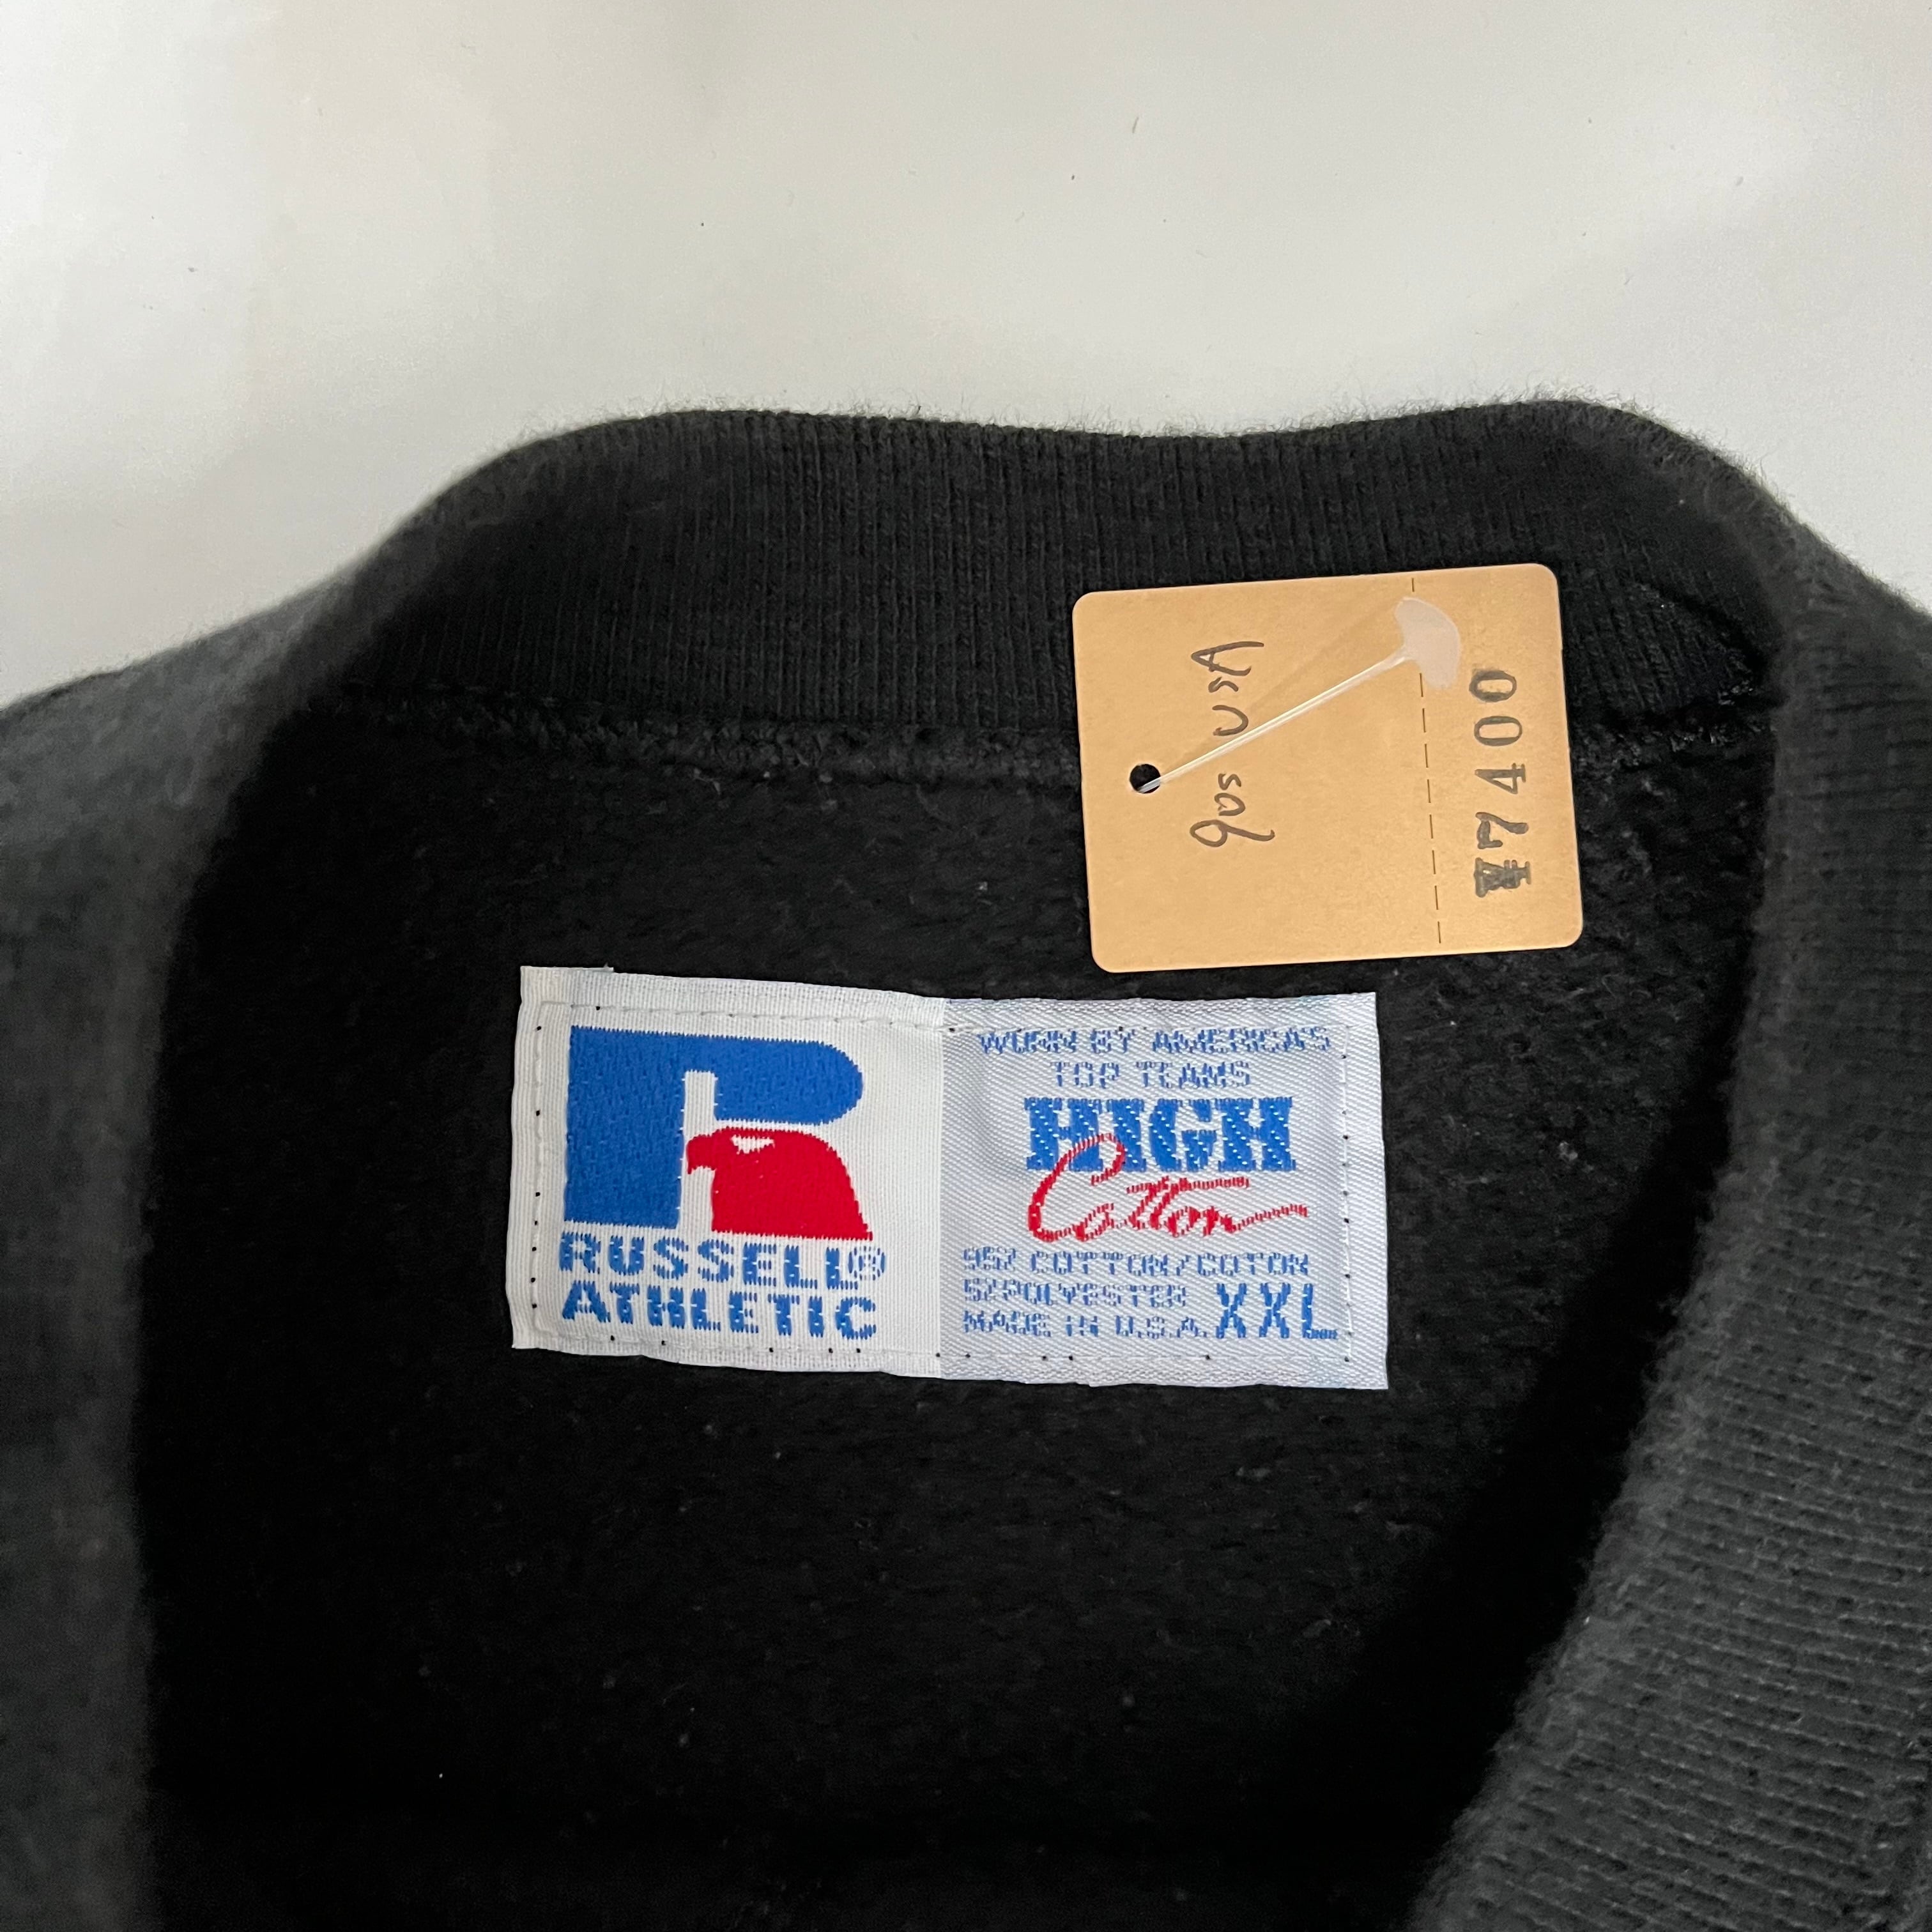 90s USA
¥7400
RUSSELL®
ATHLETIC
WORN BY AMERICA'S
TOP TEAMS
HIGH
Cotton
95% COTTON/COTON
5% POLYESTER
MADE IN U.S.A. XXL